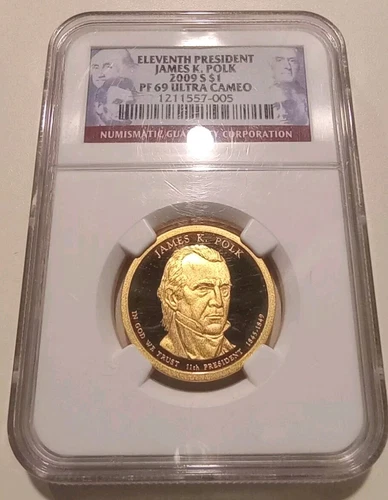 ELEVENTH PRESIDENT
JAMES K. POLK
2009 S $1
PF 69 ULTRA CAMEO
1211557-005
NUMISMATIC GUARANTY CORPORATION
JAMES K. POLK
IN GOD WE TRUST 11th PRESIDENT 1845-1849